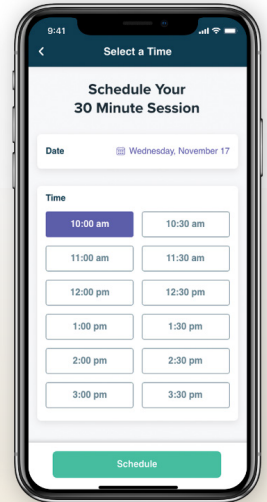 9:41
Select a Time
Schedule Your
30 Minute Session
Date Wednesday, November 17
Time
10:00 am 10:30 am
11:00 am 11:30 am
12:00 pm 12:30 pm
1:00 pm 1:30 pm
2:00 pm 2:30 pm
3:00 pm 3:30 pm
Schedule